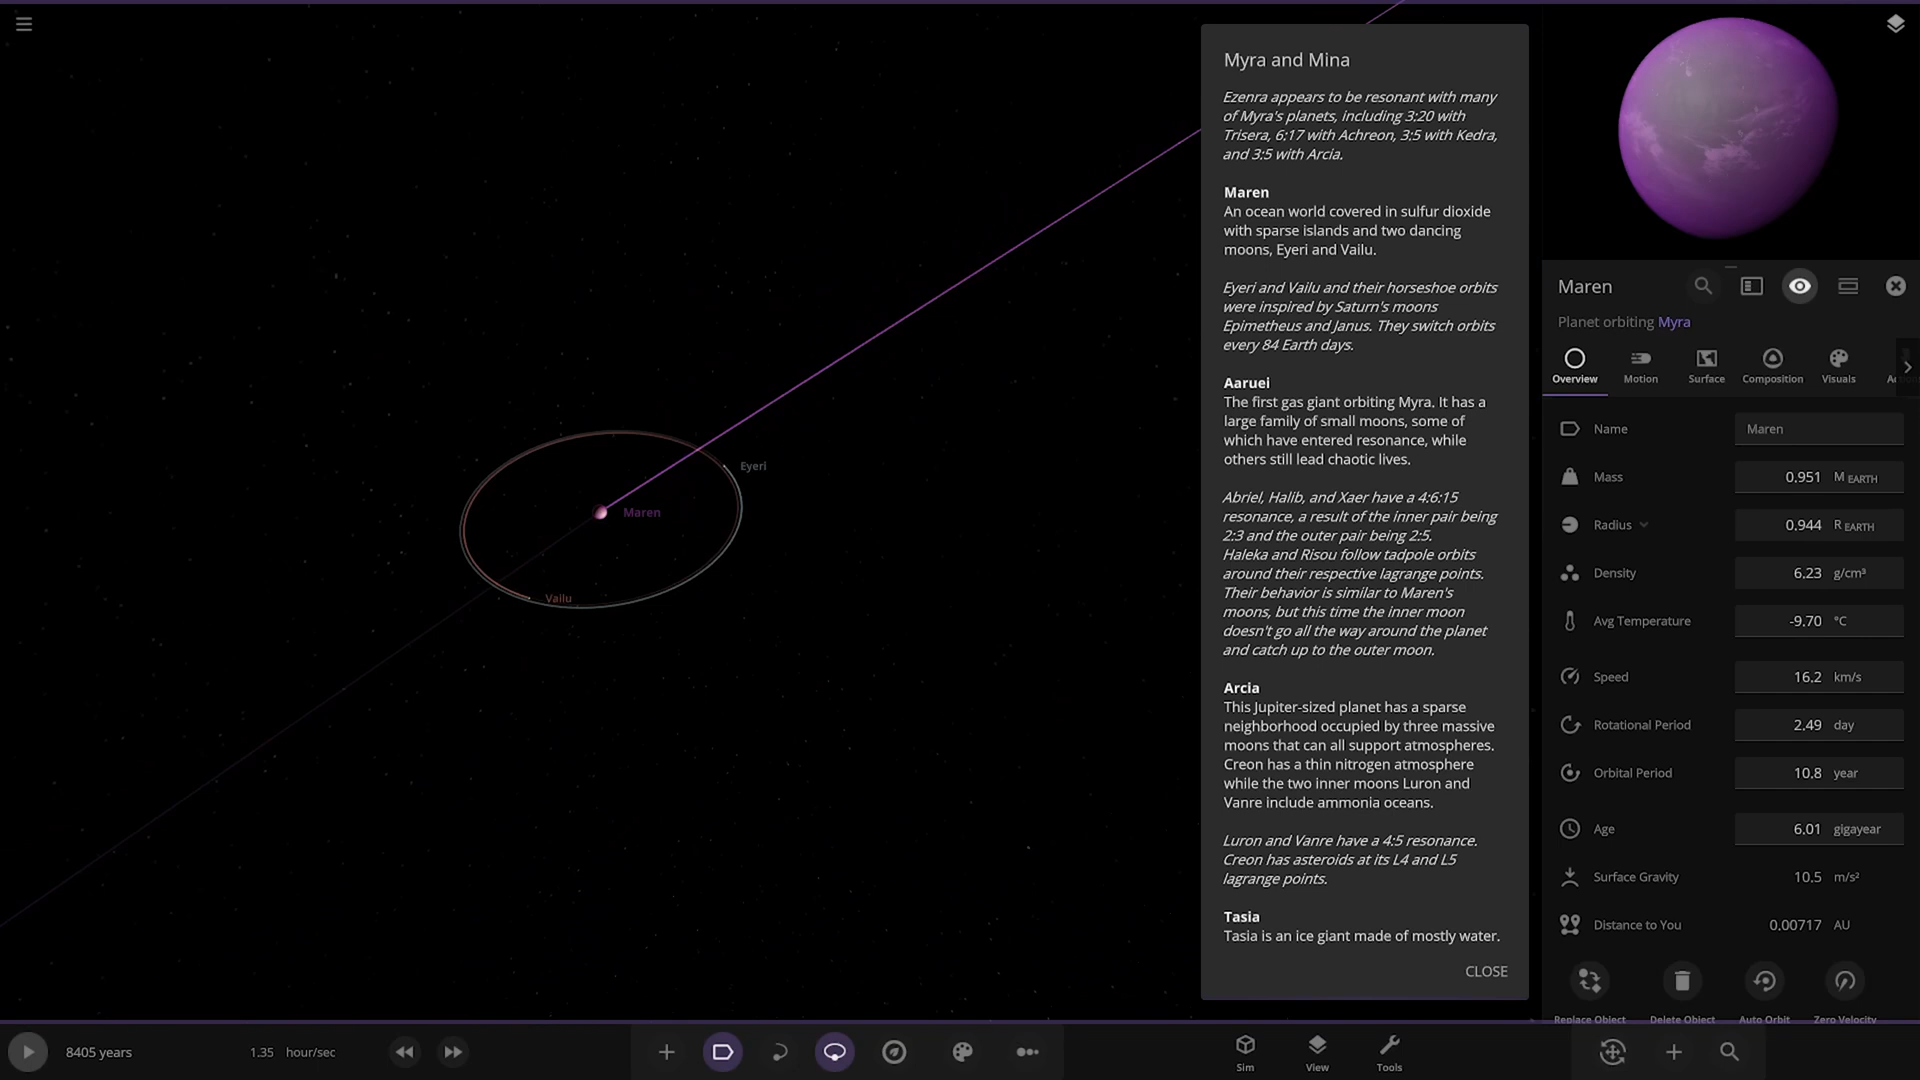 Myra and Mina
Ezenra appears to be resonant with many
of Myra's planets, including 3:20 with
Trisera, 6:17 with Achreon, 3:5 with Kedra,
and 3:5 with Arcia.
Maren
An ocean world covered in sulfur dioxide
with sparse islands and two dancing
moons, Eyeri and Vailu.
Eyeri and Vailu and their horseshoe orbits
were inspired by Saturn's moons
Epimetheus and Janus. They switch orbits
every 84 Earth days.
Aaruei
The first gas giant orbiting Myra. It has a
large family of small moons, some of
which have entered resonance, while
others still lead chaotic lives.
Abriel, Halib, and Xaer have a 4:6:15
resonance, a result of the inner pair being
2:3 and the outer pair being 2:5.
Haleka and Risou follow tadpole orbits
around their respective lagrange points.
Their behavior is similar to Maren's
moons, but this time the inner moon
doesn't go all the way around the planet
and catch up to the outer moon.
Arcia
This Jupiter-sized planet has a sparse
neighborhood occupied by three massive
moons that can all support atmospheres.
Creon has a thin nitrogen atmosphere
while the two inner moons Luron and
Vanre include ammonia oceans.
Luron and Vanre have a 4:5 resonance.
Creon has asteroids at its L4 and L5
lagrange points.
Tasia
Tasia is an ice giant made of mostly water.
CLOSE
Eyeri
Maren
Vailu
Maren
Planet orbiting Myra
Overview Motion Surface Composition Visuals
Name Maren
Mass 0.951 M EARTH
Radius 0.944 R EARTH
Density 6.23 g/cm³
Avg Temperature -9.70 °C
Speed 16.2 km/s
Rotational Period 2.49 day
Orbital Period 10.8 year
Age 6.01 gigayear
Surface Gravity 10.5 m/s²
Distance to You 0.00717 AU
Replace Object Delete Object Auto Orbit Zero Velocity
8405 years 1.35 hour/sec
Sim View Tools